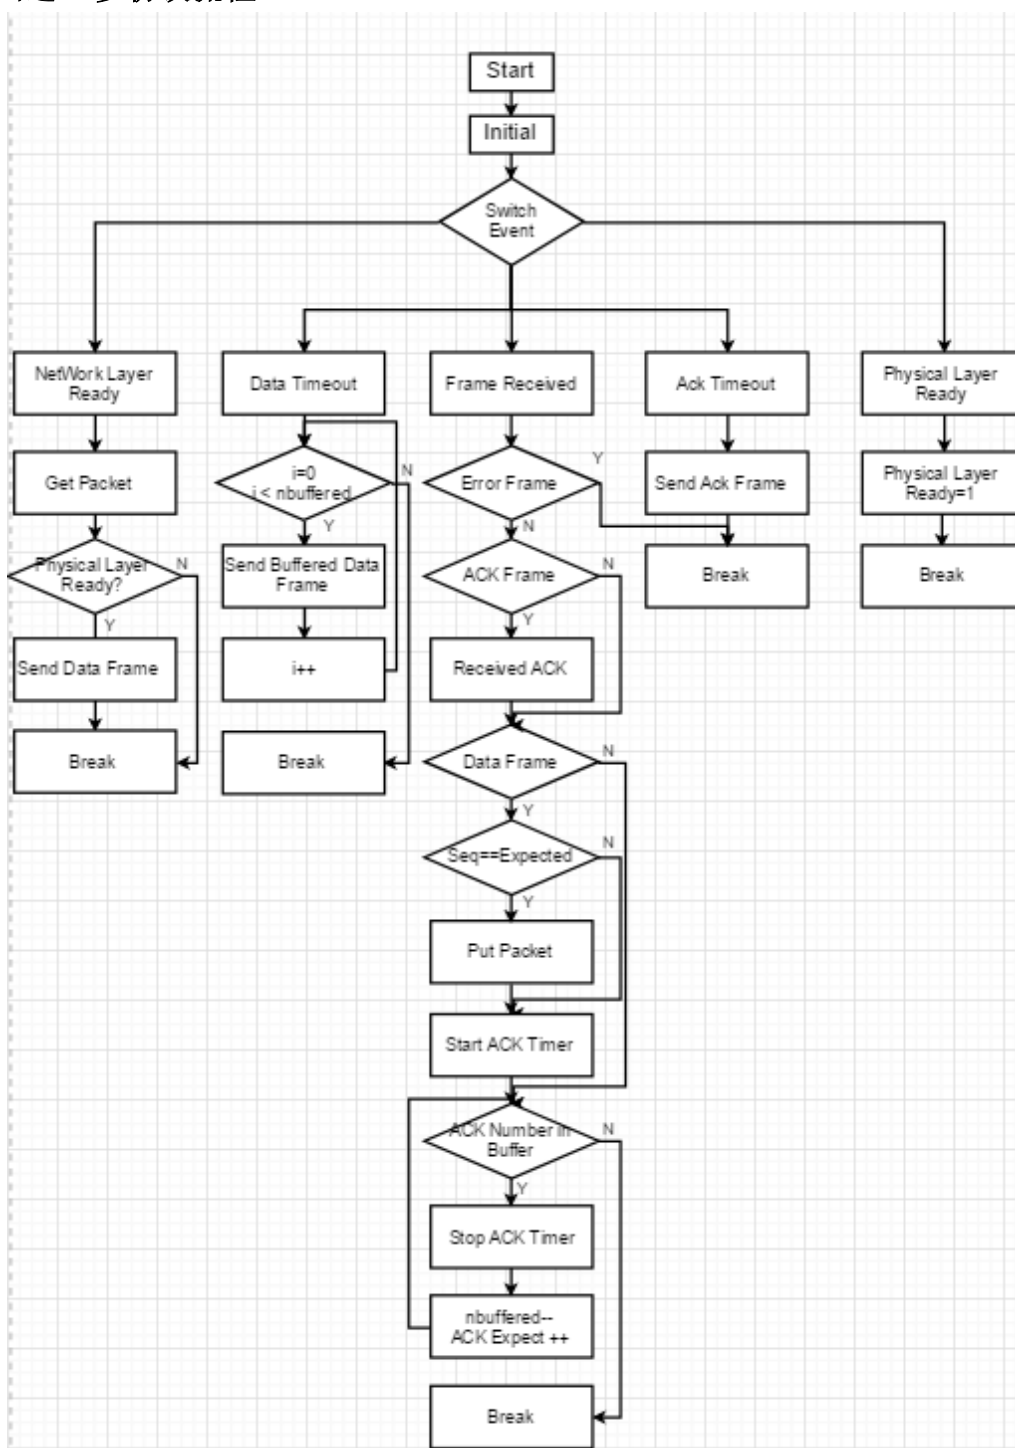 Start
Initial
Switch
Event
NetWork Layer
Ready
Data Timeout
Frame Received
Ack Timeout
Physical Layer
Ready
Get Packet
i=0
i < nbuffered
N
Error Frame
Y
Send Ack Frame
Physical Layer
Ready=1
Physical Layer
Ready?
N
Y
Y
Send Buffered Data
Frame
N
ACK Frame
N
Break
Break
Send Data Frame
i++
Y
Received ACK
Break
Break
Data Frame
N
Y
Seq==Expected
N
Y
Put Packet
Start ACK Timer
ACK Number in
Buffer
N
Y
Stop ACK Timer
nbuffered--
ACK Expect ++
Break